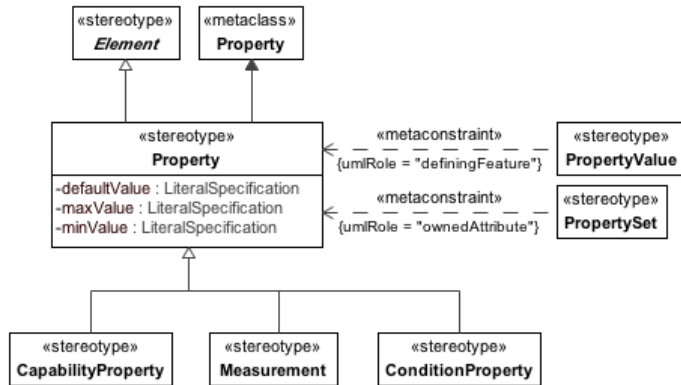 «stereotype»
Element
«metaclass»
Property
«stereotype»
Property
-defaultValue : LiteralSpecification
-maxValue : LiteralSpecification
-minValue : LiteralSpecification
«metaconstraint»
{umlRole = "definingFeature"}
«stereotype»
PropertyValue
«metaconstraint»
{umlRole = "ownedAttribute"}
«stereotype»
PropertySet
«stereotype»
CapabilityProperty
«stereotype»
Measurement
«stereotype»
ConditionProperty